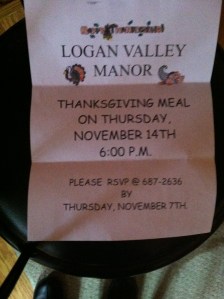 LOGAN VALLEY
MANOR
THANKSGIVING MEAL
ON THURSDAY,
NOVEMBER 14TH
6:00 P.M.
PLEASE RSVP @ 687-2636
BY
THURSDAY, NOVEMBER 7TH.